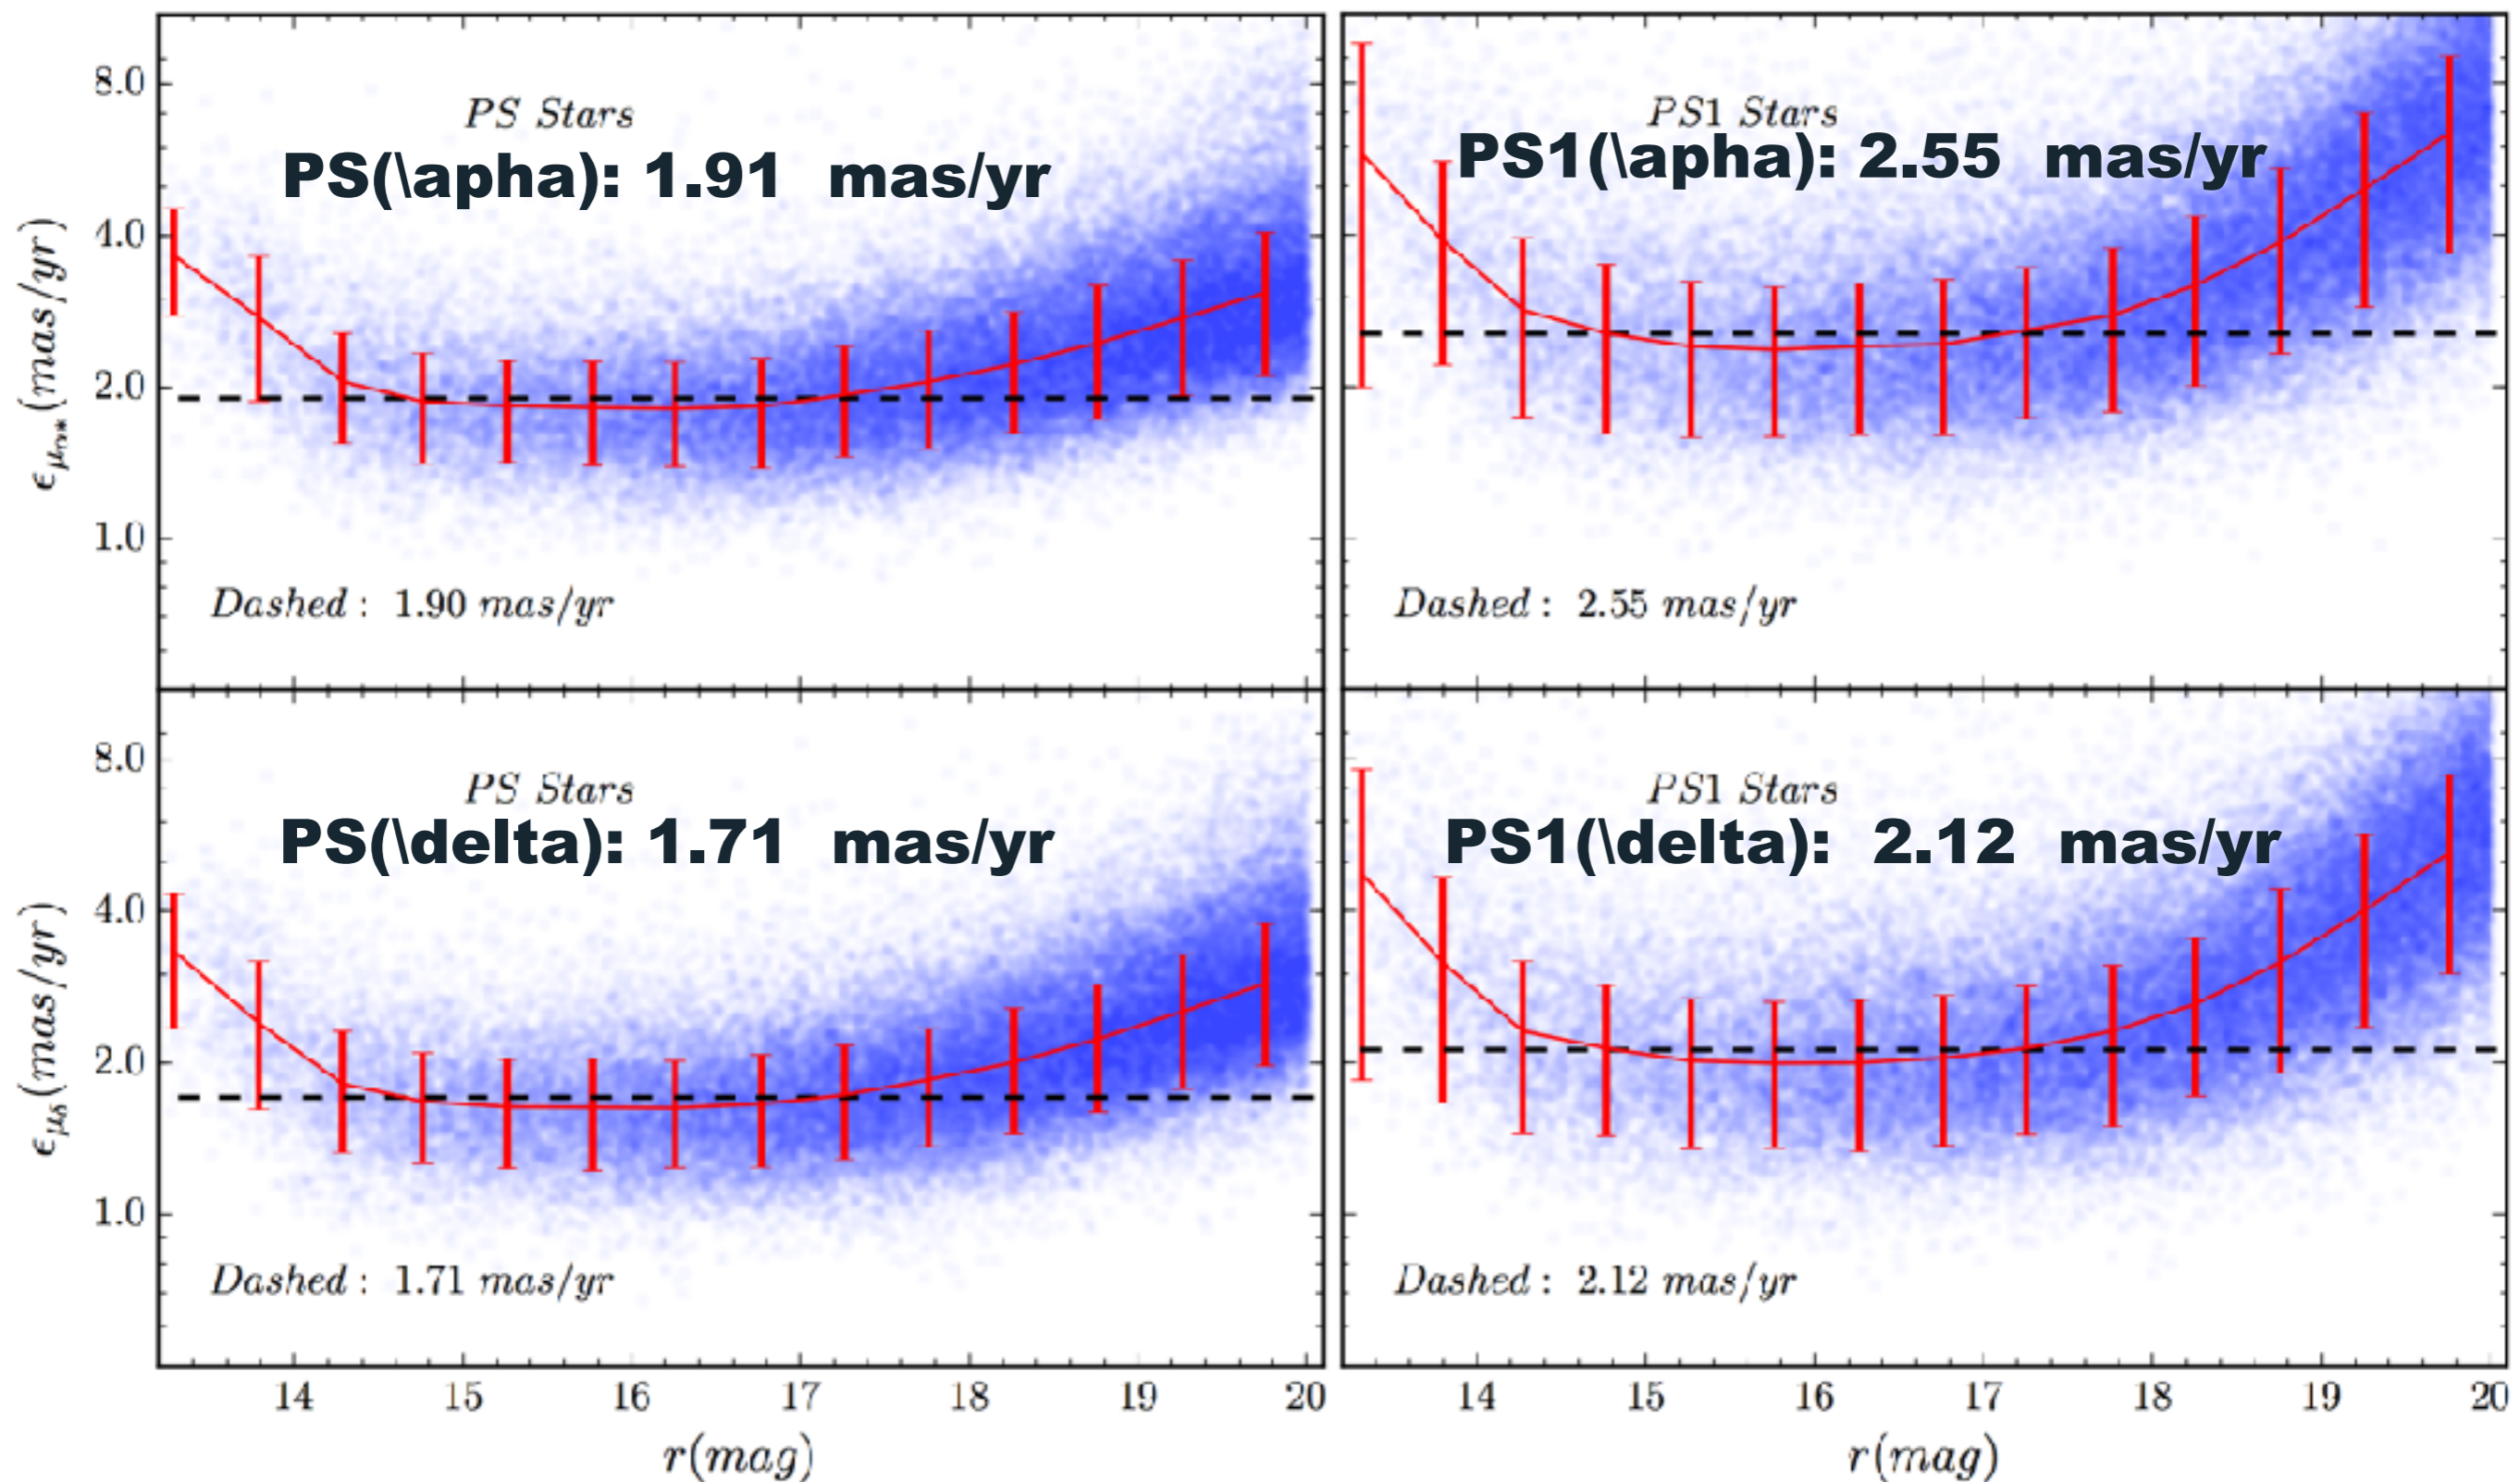 PS Stars
PS(\apha): 1.91 mas/yr
Dashed : 1.90 mas/yr
8.0
4.0
2.0
1.0
ϵμα*(mas/yr)
PS1 Stars
PS1(\apha): 2.55 mas/yr
Dashed : 2.55 mas/yr
PS Stars
PS(\delta): 1.71 mas/yr
Dashed : 1.71 mas/yr
8.0
4.0
2.0
1.0
ϵμδ(mas/yr)
PS1 Stars
PS1(\delta): 2.12 mas/yr
Dashed : 2.12 mas/yr
14 15 16 17 18 19 20
r(mag)
14 15 16 17 18 19 20
r(mag)